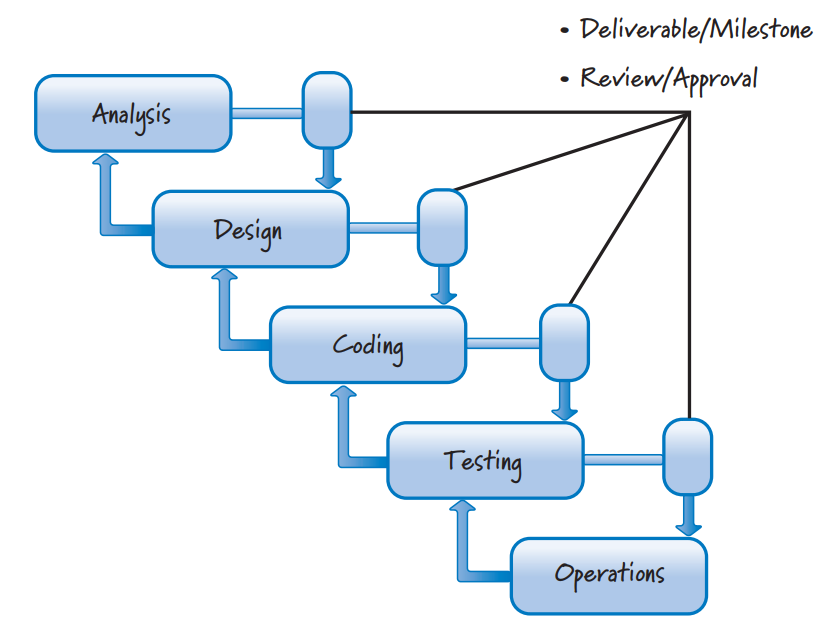 • Deliverable/Milestone
• Review/Approval
Analysis
Design
Coding
Testing
Operations